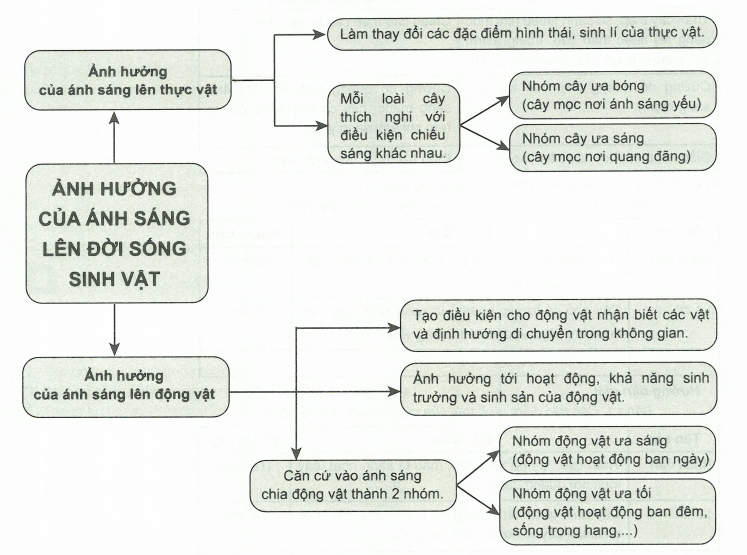 Ảnh hưởng
của ánh sáng lên thực vật
Làm thay đổi các đặc điểm hình thái, sinh lí của thực vật.
Mỗi loài cây
thích nghi với
điều kiện chiếu
sáng khác nhau.
Nhóm cây ưa bóng
(cây mọc nơi ánh sáng yếu)
Nhóm cây ưa sáng
(cây mọc nơi quang đãng)
ẢNH HƯỞNG
CỦA ÁNH SÁNG
LÊN ĐỜI SỐNG
SINH VẬT
Ảnh hưởng
của ánh sáng lên động vật
Tạo điều kiện cho động vật nhận biết các vật
và định hướng di chuyển trong không gian.
Ảnh hưởng tới hoạt động, khả năng sinh
trưởng và sinh sản của động vật.
Căn cứ vào ánh sáng
chia động vật thành 2 nhóm.
Nhóm động vật ưa sáng
(động vật hoạt động ban ngày)
Nhóm động vật ưa tối
(động vật hoạt động ban đêm,
sống trong hang,...)